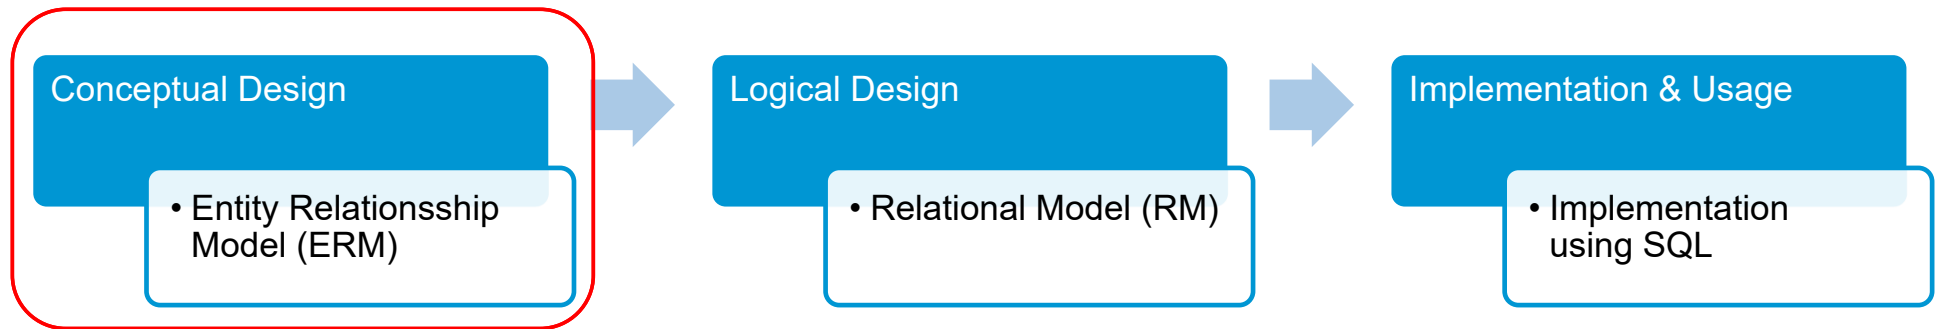 Conceptual Design
• Entity Relationsship
Model (ERM)
Logical Design
• Relational Model (RM)
Implementation & Usage
• Implementation
using SQL